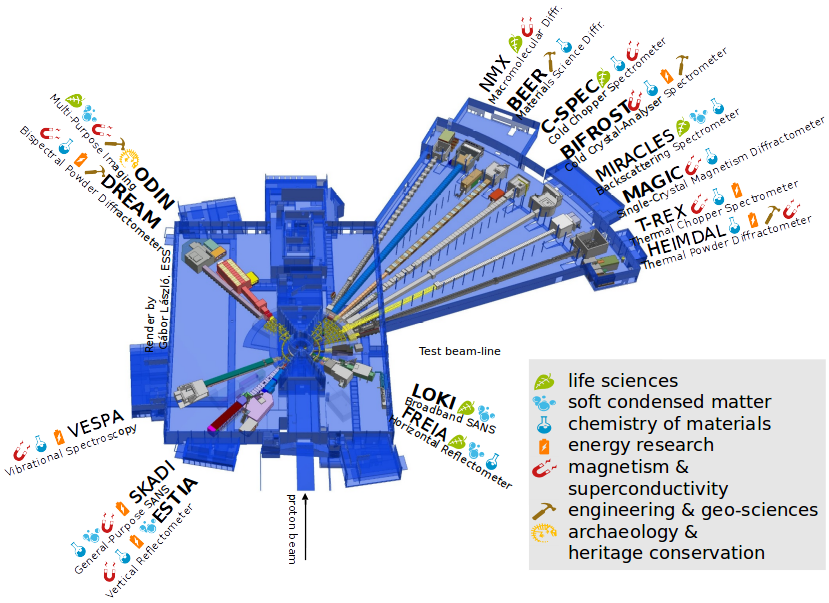 NMX
Macromolecular Diffr.
BEER
Materials Science Diffr.
C-SPEC
Cold Chopper Spectrometer
BIFROST
Cold Crystal-Analyser Spectrometer
MIRACLES
Backscattering Spectrometer
MAGIC
Single-Crystal Magnetism Diffractometer
T-REX
Thermal Chopper Spectrometer
HEIMDAL
Thermal Powder Diffractometer
ODIN
Multi-Purpose Imaging
DREAM
Bispectral Powder Diffractometer
Render by
Gábor László, ESS
Test beam-line
LOKI
Broadband SANS
FREIA
Horizontal Reflectometer
VESPA
Vibrational Spectroscopy
SKADI
General-Purpose SANS
ESTIA
Vertical Reflectometer
proton beam
life sciences
soft condensed matter
chemistry of materials
energy research
magnetism &
superconductivity
engineering & geo-sciences
archaeology &
heritage conservation